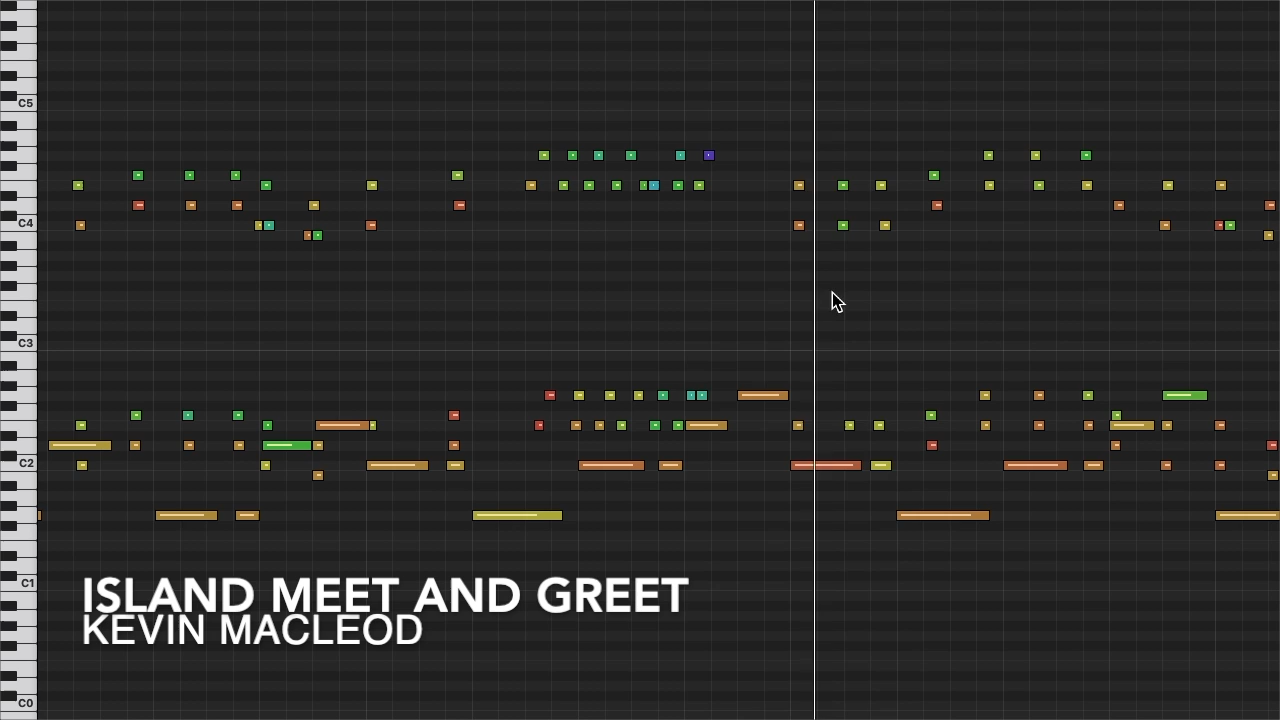 C5
C4
C3
C2
C1
ISLAND MEET AND GREET
KEVIN MACLEOD
C0